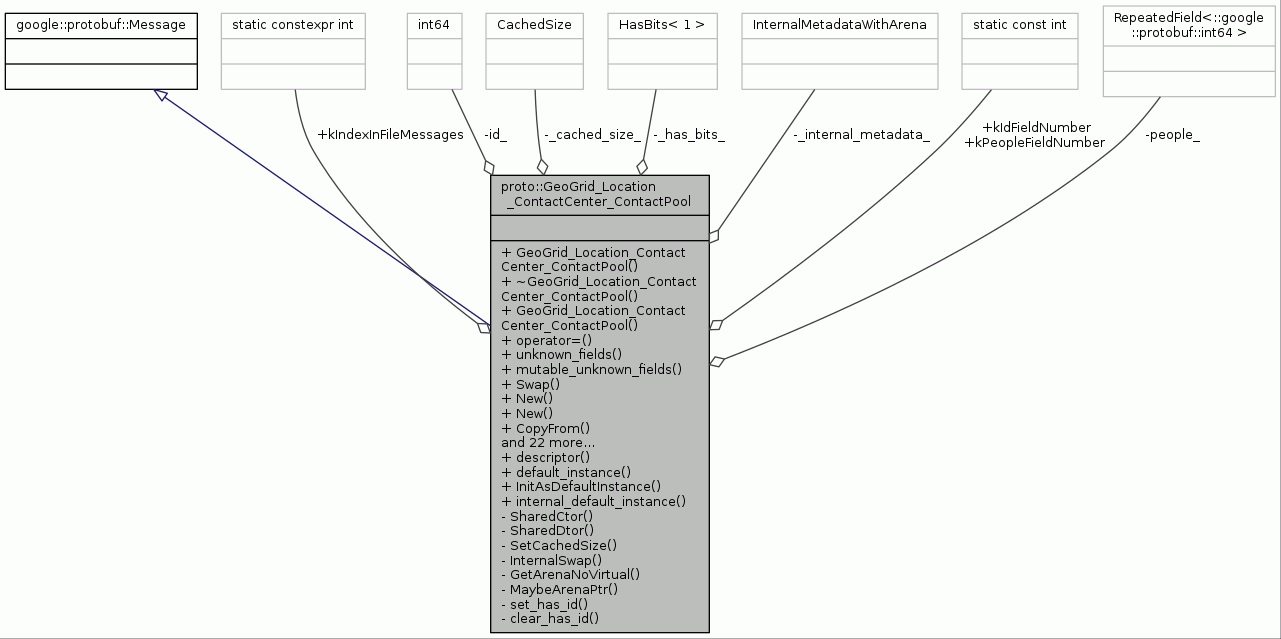 google::protobuf::Message
static constexpr int
int64
CachedSize
HasBits< 1 >
InternalMetadataWithArena
static const int
RepeatedField<::google
::protobuf::int64 >
+kIndexInFileMessages
-id_
-_cached_size_
-_has_bits_
-_internal_metadata_
+kIdFieldNumber
+kPeopleFieldNumber
-people_
proto::GeoGrid_Location
_ContactCenter_ContactPool
+ GeoGrid_Location_Contact
Center_ContactPool()
+ ~GeoGrid_Location_Contact
Center_ContactPool()
+ GeoGrid_Location_Contact
Center_ContactPool()
+ operator=()
+ unknown_fields()
+ mutable_unknown_fields()
+ Swap()
+ New()
+ New()
+ CopyFrom()
and 22 more...
+ descriptor()
+ default_instance()
+ InitAsDefaultInstance()
+ internal_default_instance()
- SharedCtor()
- SharedDtor()
- SetCachedSize()
- InternalSwap()
- GetArenaNoVirtual()
- MaybeArenaPtr()
- set_has_id()
- clear_has_id()